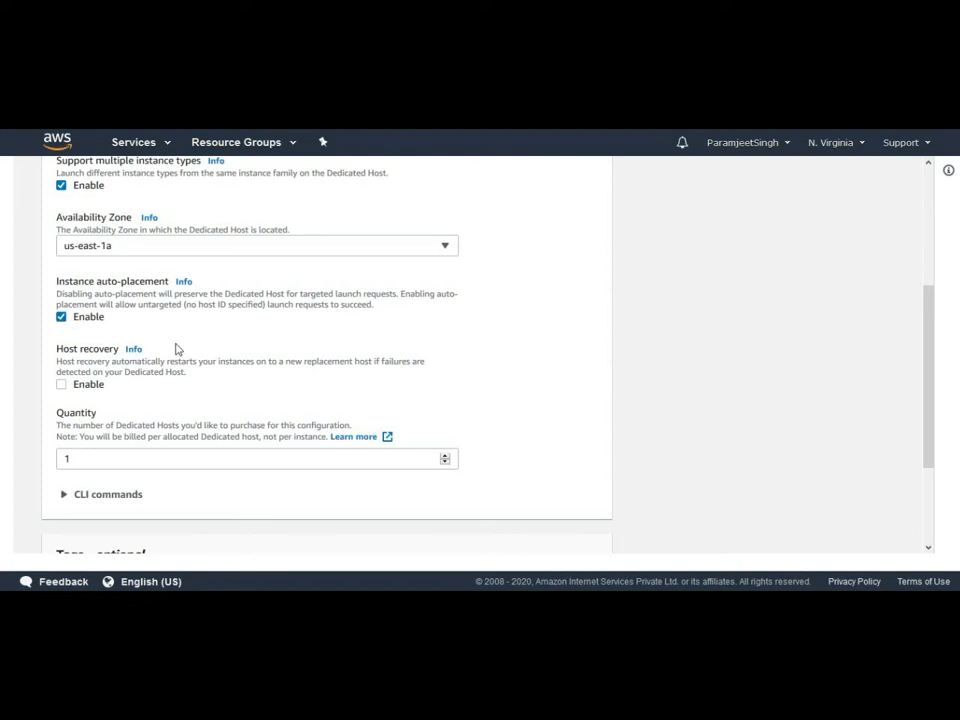 aws Services Resource Groups ParamjeetSingh N. Virginia Support
Support multiple instance types Info
Launch different instance types from the same instance family on the Dedicated Host.
Enable
Availability Zone Info
The Availability Zone in which the Dedicated Host is located.
us-east-1a
Instance auto-placement Info
Disabling auto-placement will preserve the Dedicated Host for targeted launch requests. Enabling auto-
placement will allow untargeted (no host ID specified) launch requests to succeed.
Enable
Host recovery Info
Host recovery automatically restarts your instances on to a new replacement host if failures are
detected on your Dedicated Host.
Enable
Quantity
The number of Dedicated Hosts you'd like to purchase for this configuration.
Note: You will be billed per allocated Dedicated host, not per instance. Learn more
1
CLI commands
Tags - optional
Feedback English (US) © 2008 - 2020, Amazon Internet Services Private Ltd. or its affiliates. All rights reserved. Privacy Policy Terms of Use